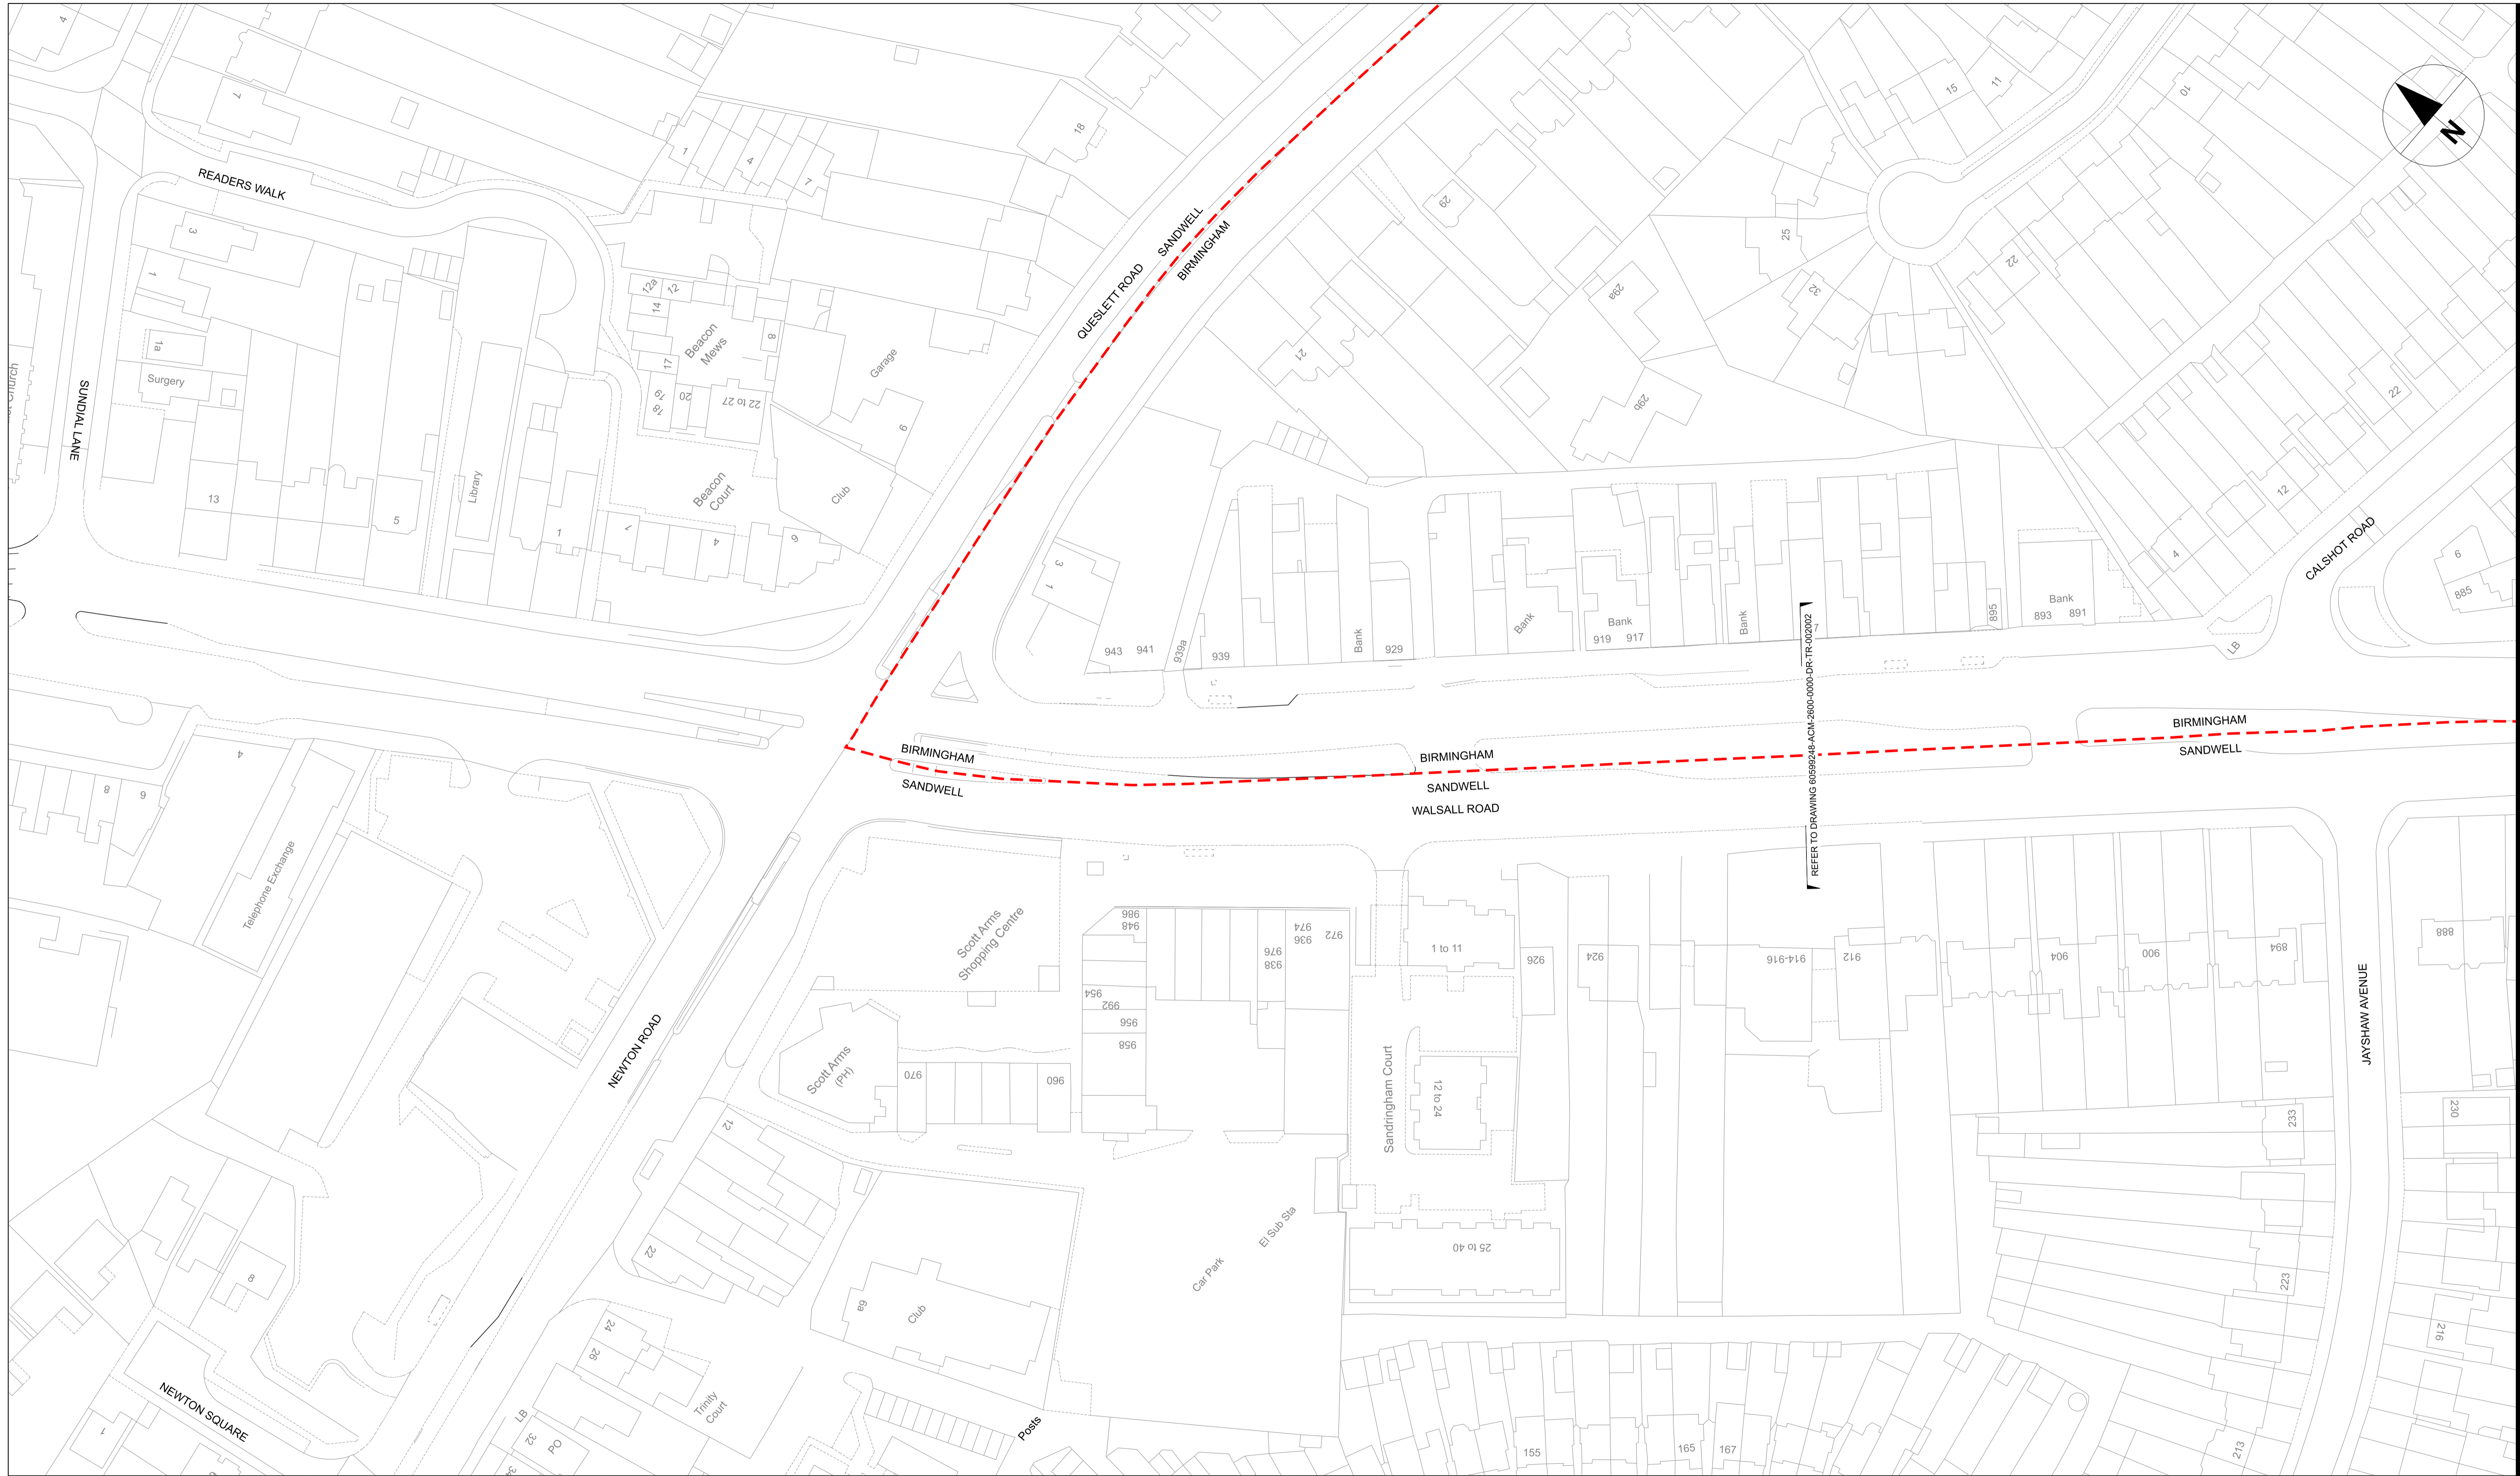 4
7
READERS WALK
3
1
1a
Surgery
SUNDIAL LANE
13
5
Library
1
1
4
7
18
12a
12
14
Beacon
Mews
8
17
19
18
20
22 to 27
Garage
6
Beacon
Court
Club
1
7
4
6
QUESLETT ROAD
SANDWELL
BIRMINGHAM
29
21
29a
29b
25
32
15
11
10
22
22
12
4
N
CALSHOT ROAD
6
885
3
1
943
941
939a
939
Bank
929
Bank
Bank
919
917
Bank
895
Bank
893
891
LB
REFER TO DRAWING 60599248-ACM-2600-0000-DR-TR-002002
BIRMINGHAM
SANDWELL
BIRMINGHAM
SANDWELL
WALSALL ROAD
BIRMINGHAM
SANDWELL
4
8
6
Telephone Exchange
NEWTON ROAD
Scott Arms
Shopping Centre
986
948
976
938
974
936
972
954
992
956
958
Scott Arms
(PH)
970
960
1 to 11
926
924
914-916
912
904
900
894
888
JAYSHAW AVENUE
Sandringham Court
12 to 24
25 to 40
El Sub Sta
Car Park
233
230
223
216
213
12
22
6a
Club
24
26
Trinity
Court
LB
32
PO
34
Posts
8
NEWTON SQUARE
1
155
165
167